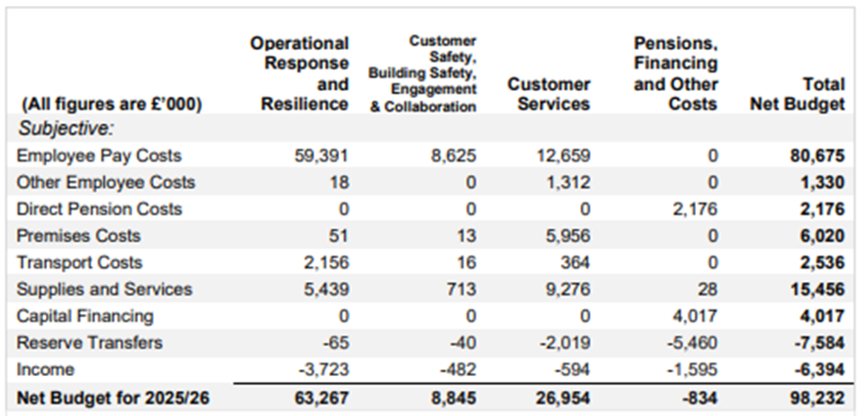 (All figures are £'000) Operational Response and Resilience Customer Safety, Building Safety, Engagement & Collaboration Customer Services Pensions, Financing and Other Costs Total Net Budget
Subjective:
Employee Pay Costs 59,391 8,625 12,659 0 80,675
Other Employee Costs 18 0 1,312 0 1,330
Direct Pension Costs 0 0 0 2,176 2,176
Premises Costs 51 13 5,956 0 6,020
Transport Costs 2,156 16 364 0 2,536
Supplies and Services 5,439 713 9,276 28 15,456
Capital Financing 0 0 0 4,017 4,017
Reserve Transfers -65 -40 -2,019 -5,460 -7,584
Income -3,723 -482 -594 -1,595 -6,394
Net Budget for 2025/26 63,267 8,845 26,954 -834 98,232